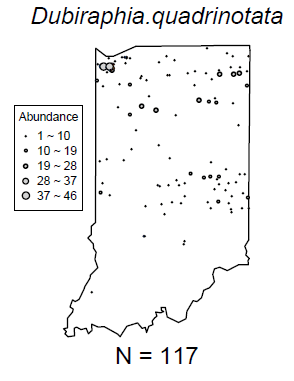 Dubiraphia.quadrinotata
Abundance
1 ~ 10
10 ~ 19
19 ~ 28
28 ~ 37
37 ~ 46
N = 117